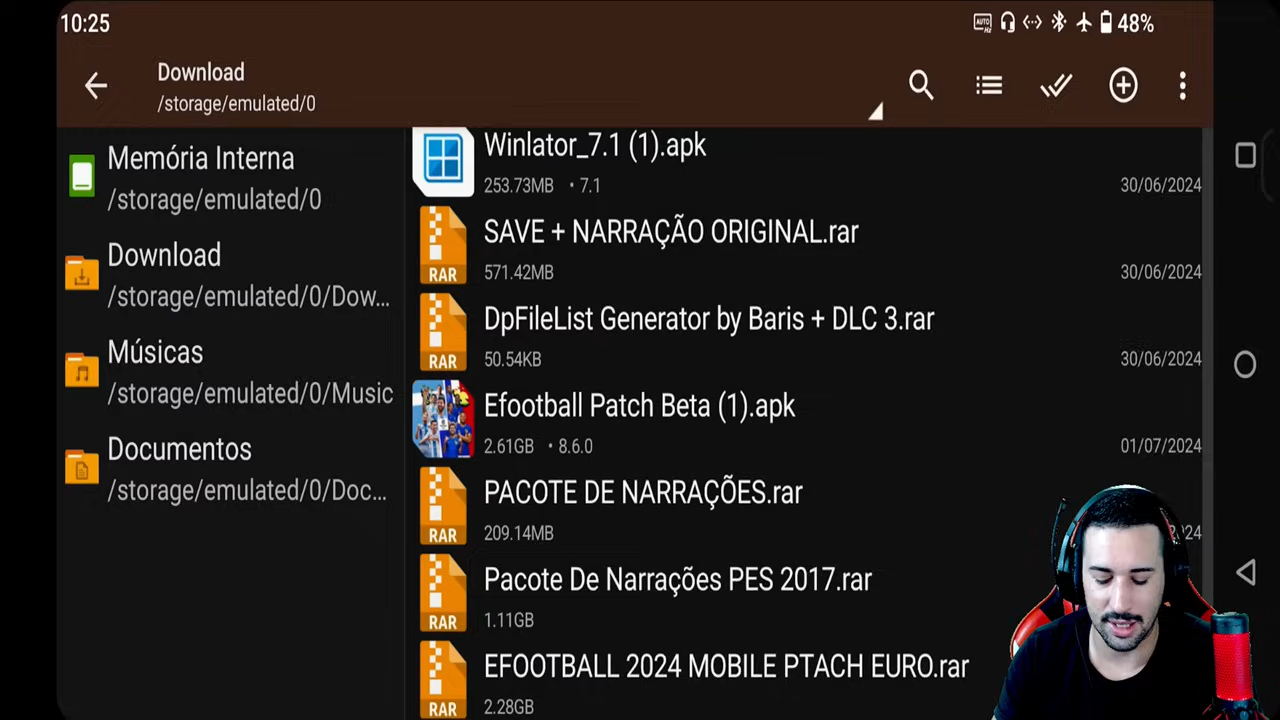 10:25
AUTO
Hz
48%
Download
/storage/emulated/0
Memória Interna
/storage/emulated/0
Download
/storage/emulated/0/Dow...
Músicas
/storage/emulated/0/Music
Documentos
/storage/emulated/0/Doc...
Winlator_7.1 (1).apk
253.73MB • 7.1
30/06/2024
RAR
SAVE + NARRAÇÃO ORIGINAL.rar
571.42MB
30/06/2024
RAR
DpFileList Generator by Baris + DLC 3.rar
50.54KB
30/06/2024
Efootball Patch Beta (1).apk
2.61GB • 8.6.0
01/07/2024
RAR
PACOTE DE NARRAÇÕES.rar
209.14MB
RAR
Pacote De Narrações PES 2017.rar
1.11GB
RAR
EFOOTBALL 2024 MOBILE PTACH EURO.rar
2.28GB